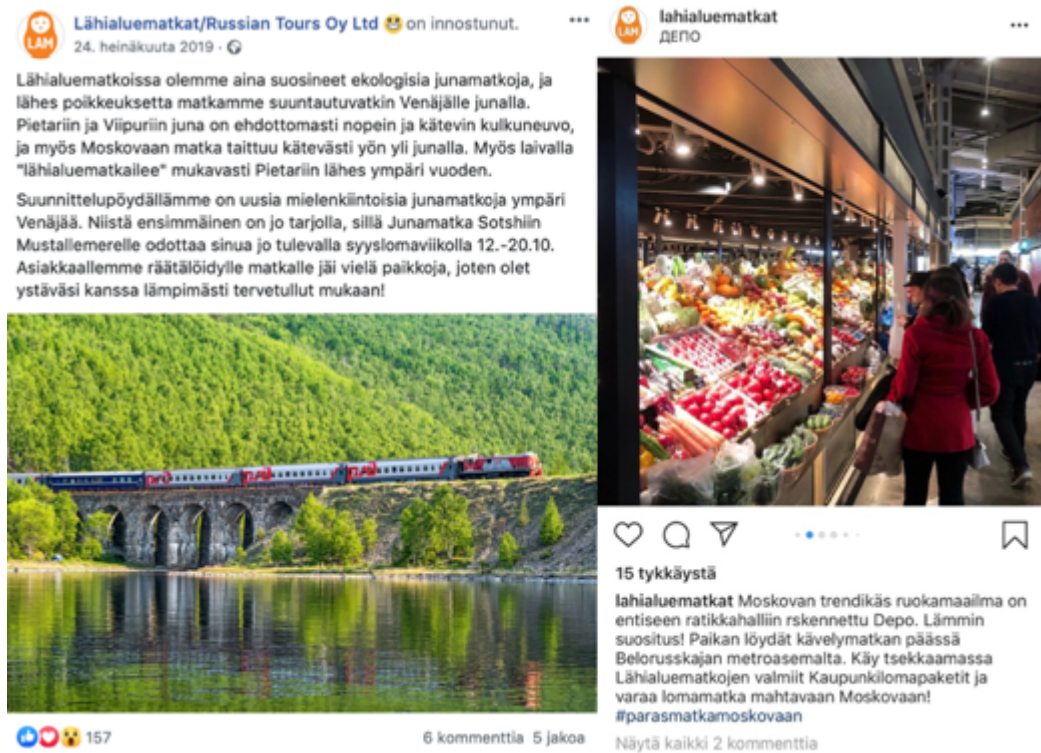 Lähialuematkat/Russian Tours Oy Ltd 😀 on innostunut.
LAM
24. heinäkuuta 2019 ·
Lähialuematkoissa olemme aina suosineet ekologisia junamatkoja, ja
lähes poikkeuksetta matkamme suuntautuvatkin Venäjälle junalla.
Pietariin ja Viipuriin juna on ehdottomasti nopein ja kätevin kulkuneuvo,
ja myös Moskovaan matka taittuu kätevästi yön yli junalla. Myös laivalla
"lähialuematkailee" mukavasti Pietariin lähes ympäri vuoden.
Suunnittelupöydällämme on uusia mielenkiintoisia junamatkoja ympäri
Venäjää. Niistä ensimmäinen on jo tarjolla, sillä Junamatka Sotshiin
Mustallemerelle odottaa sinua jo tulevalla syyslomaviikolla 12.-20.10.
Asiakkaallemme räätälöidylle matkalle jäi vielä paikkoja, joten olet
ystäväsi kanssa lämpimästi tervetullut mukaan!
157
6 kommenttia 5 jakoa
LAM
lahialuematkat
ДЕПО
15 tykkäystä
lahialuematkat Moskovan trendikäs ruokamaailma on
entiseen ratikkahalliin rskennettu Depo. Lämmin
suositus! Paikan löydät kävelymatkan päässä
Belorusskajan metroasemalta. Käy tsekkaamassa
Lähialuematkojen valmiit Kaupunkilomapaketit ja
varaa lomamatka mahtavaan Moskovaan!
#parasmatkamoskovaan
Näytä kaikki 2 kommenttia